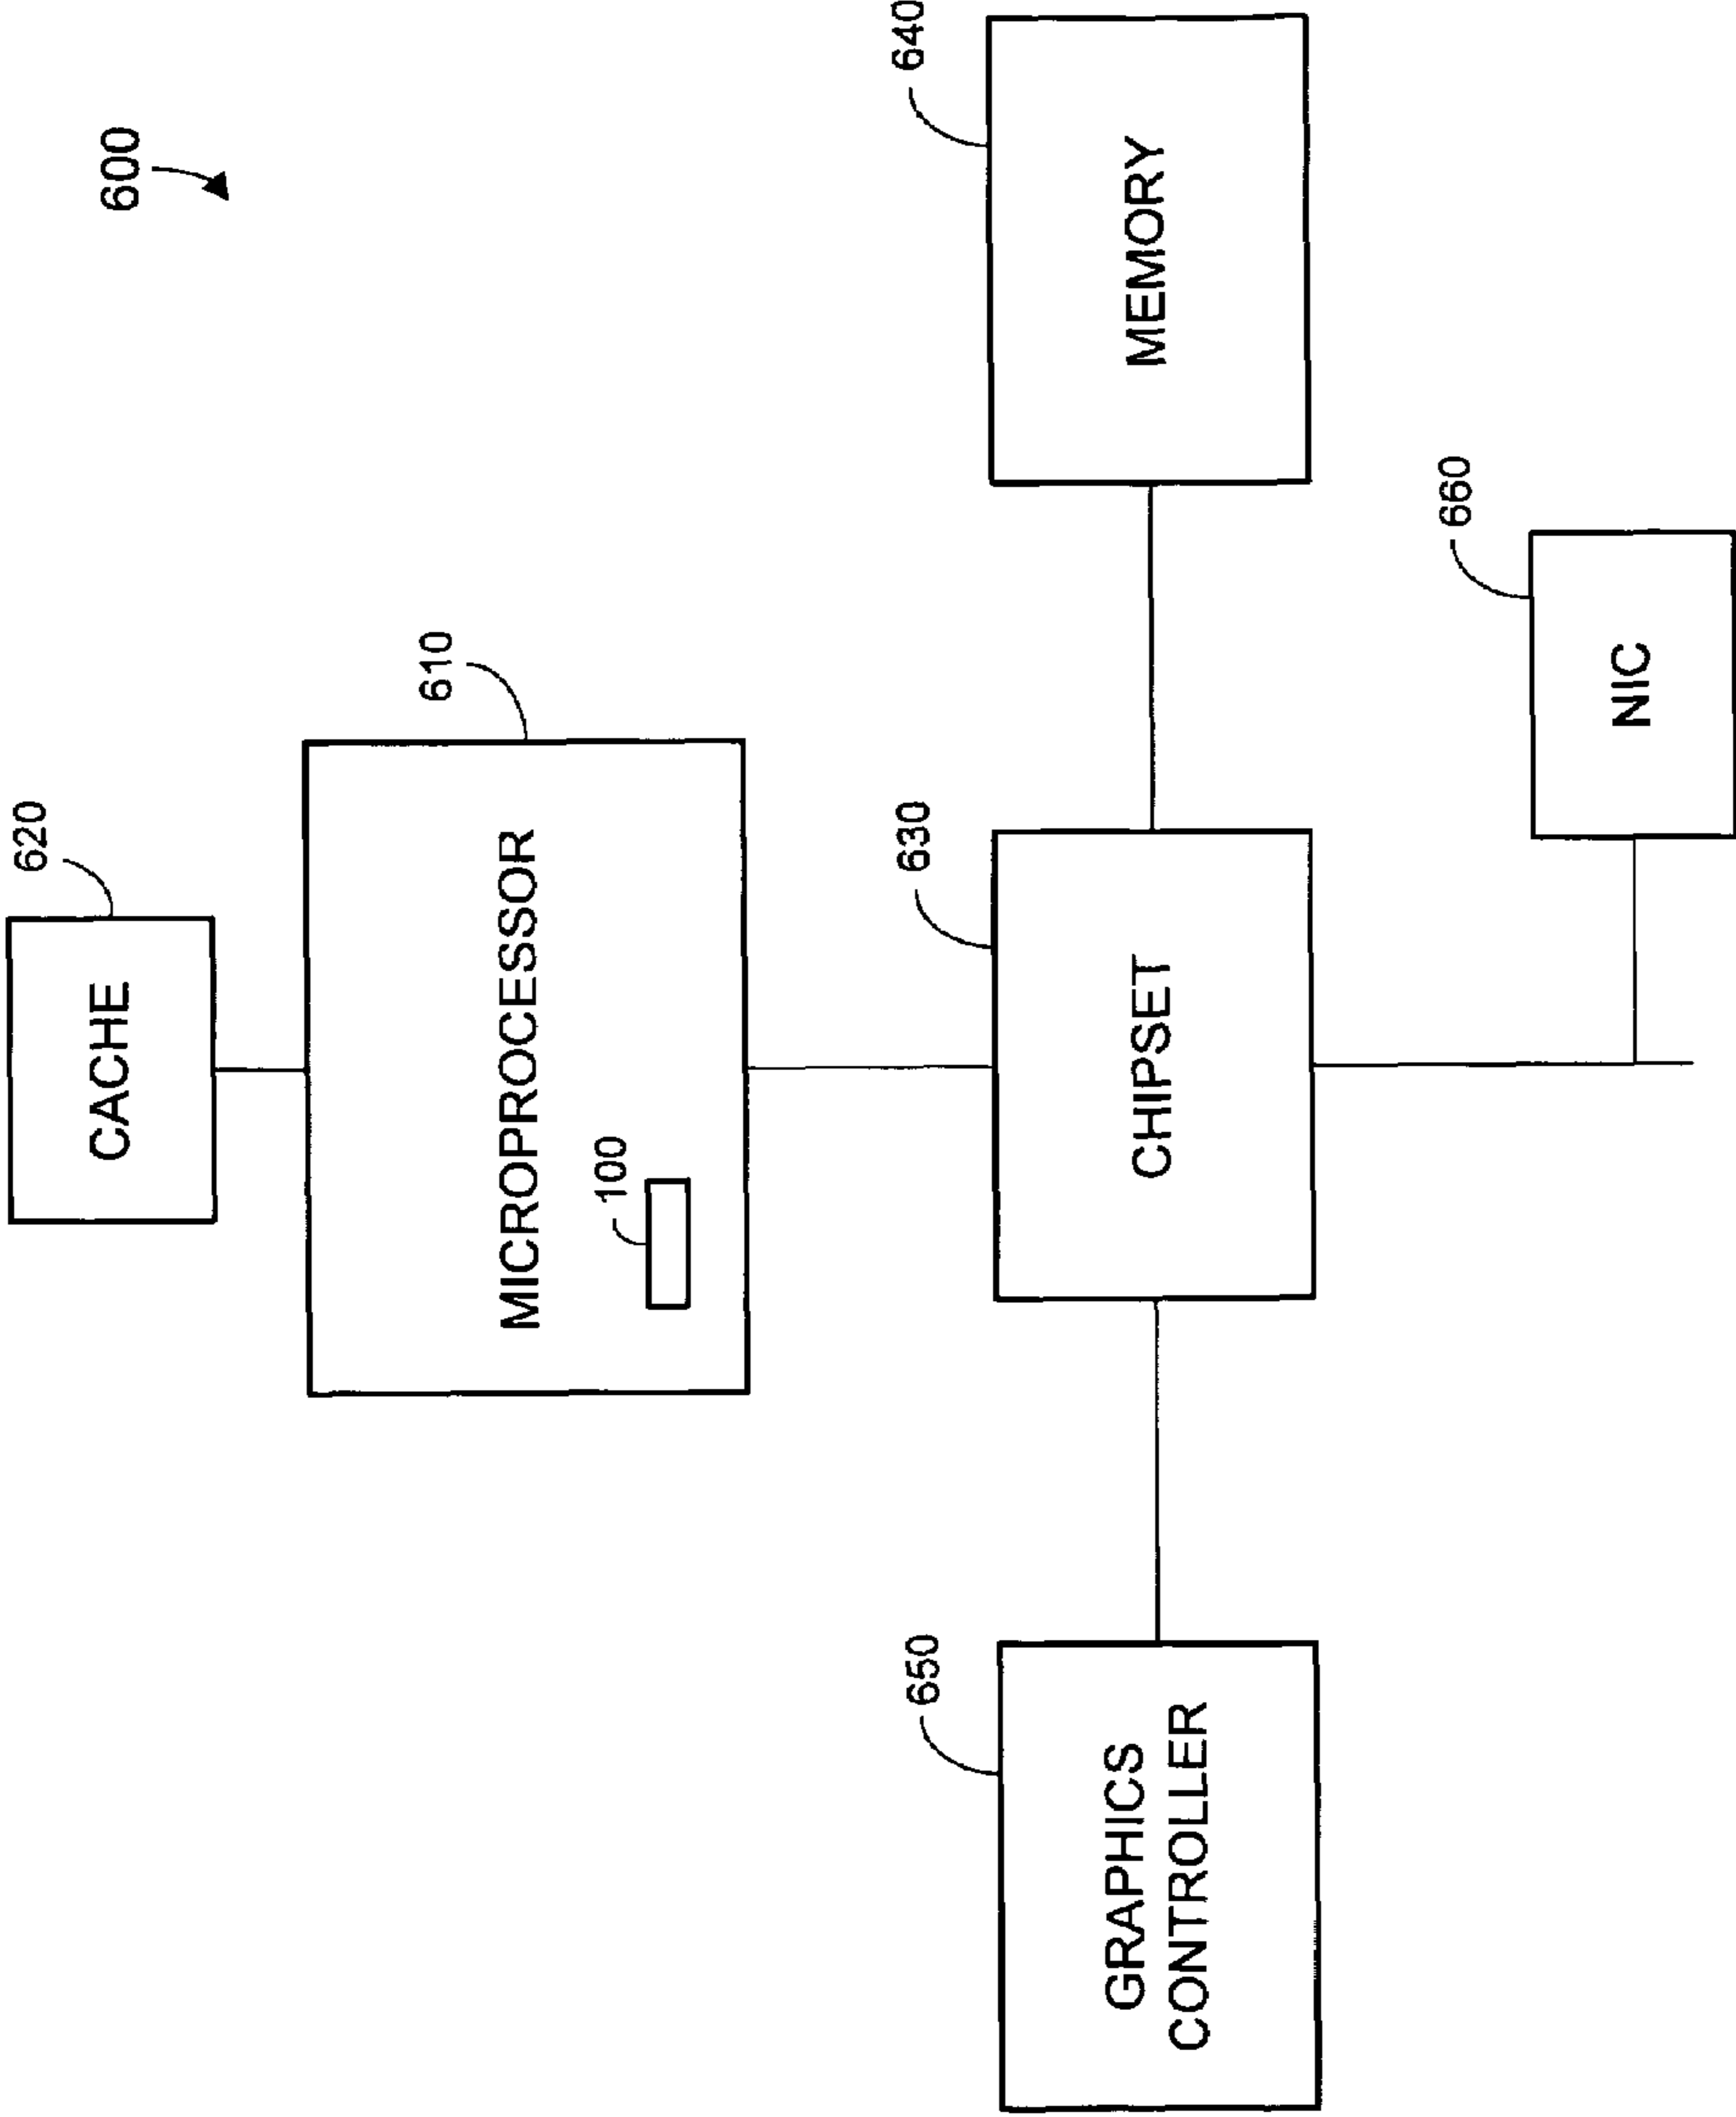 600
620
CACHE
610
MICROPROCESSOR
100
630
CHIPSET
640
MEMORY
650
GRAPHICS
CONTROLLER
660
NIC